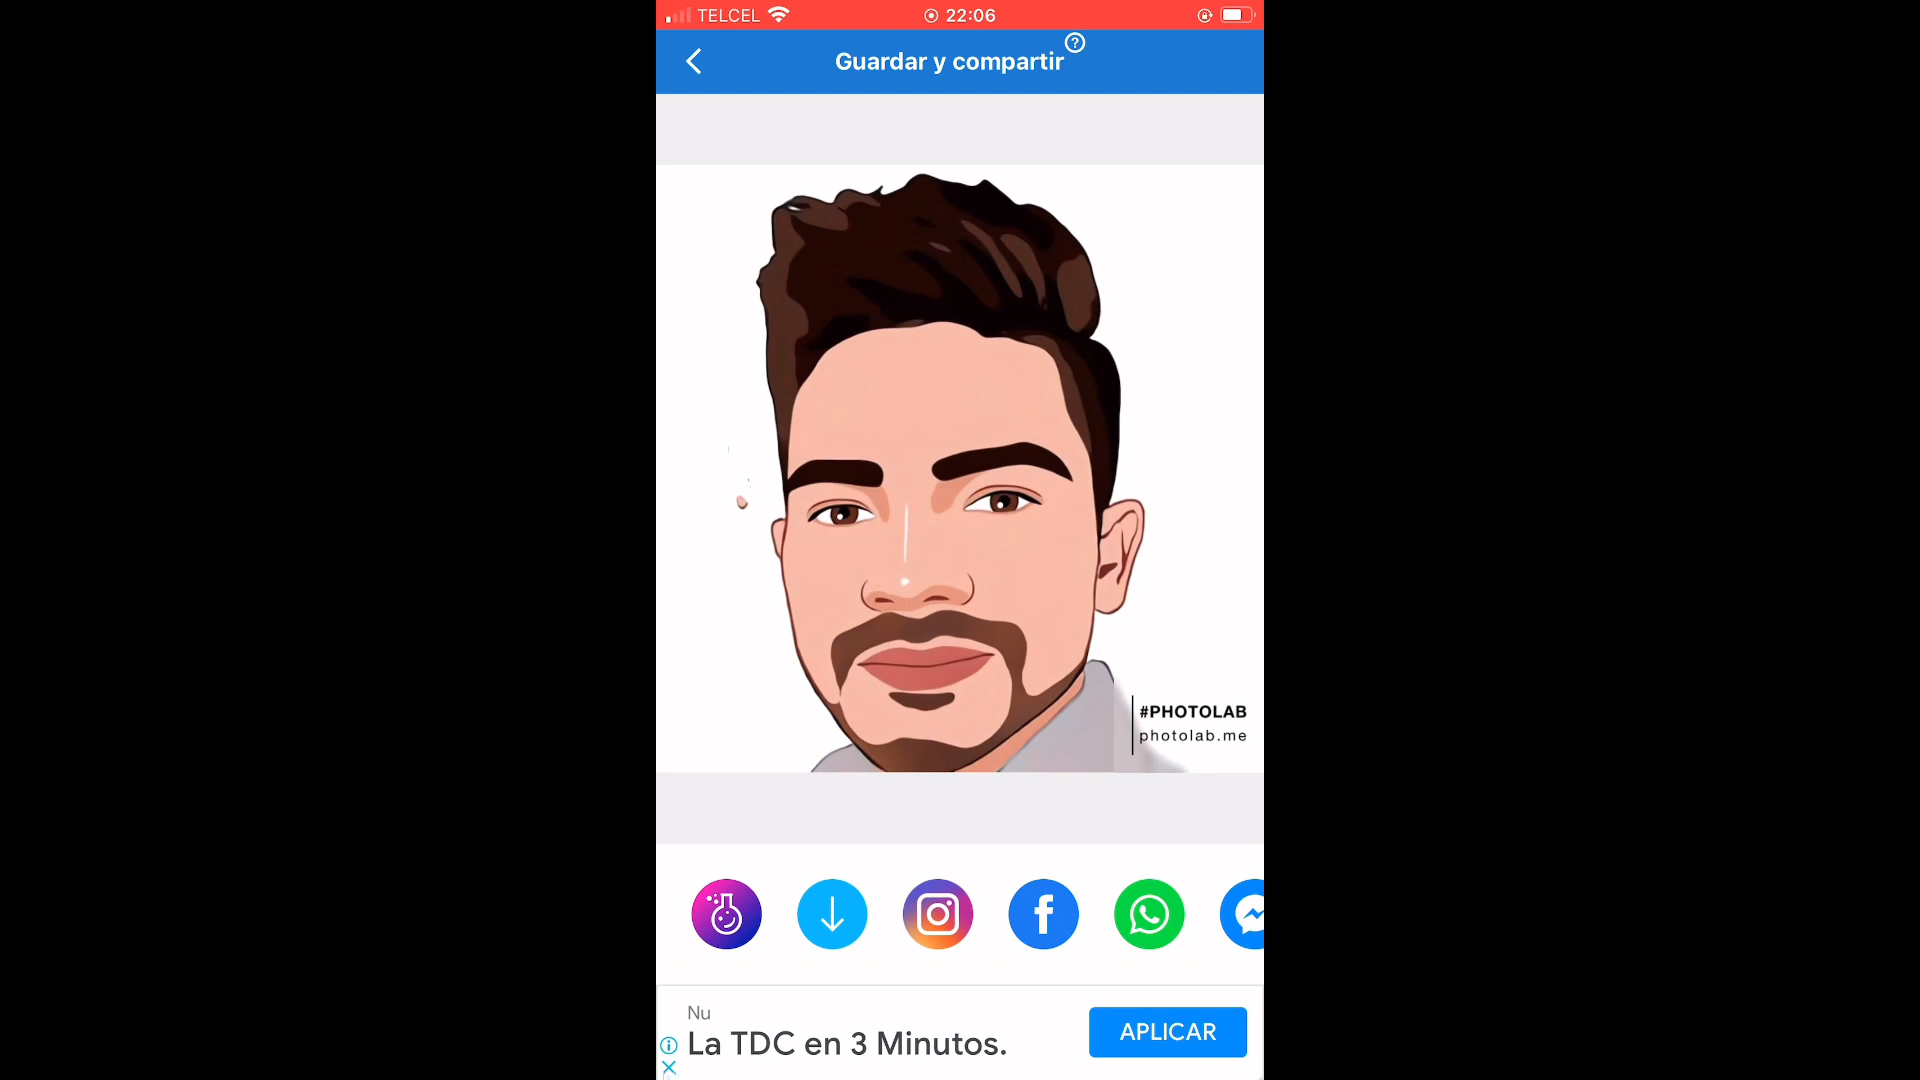 TELCEL 22:06
Guardar y compartir
#PHOTOLAB
photolab.me
Nu
La TDC en 3 Minutos.
APLICAR